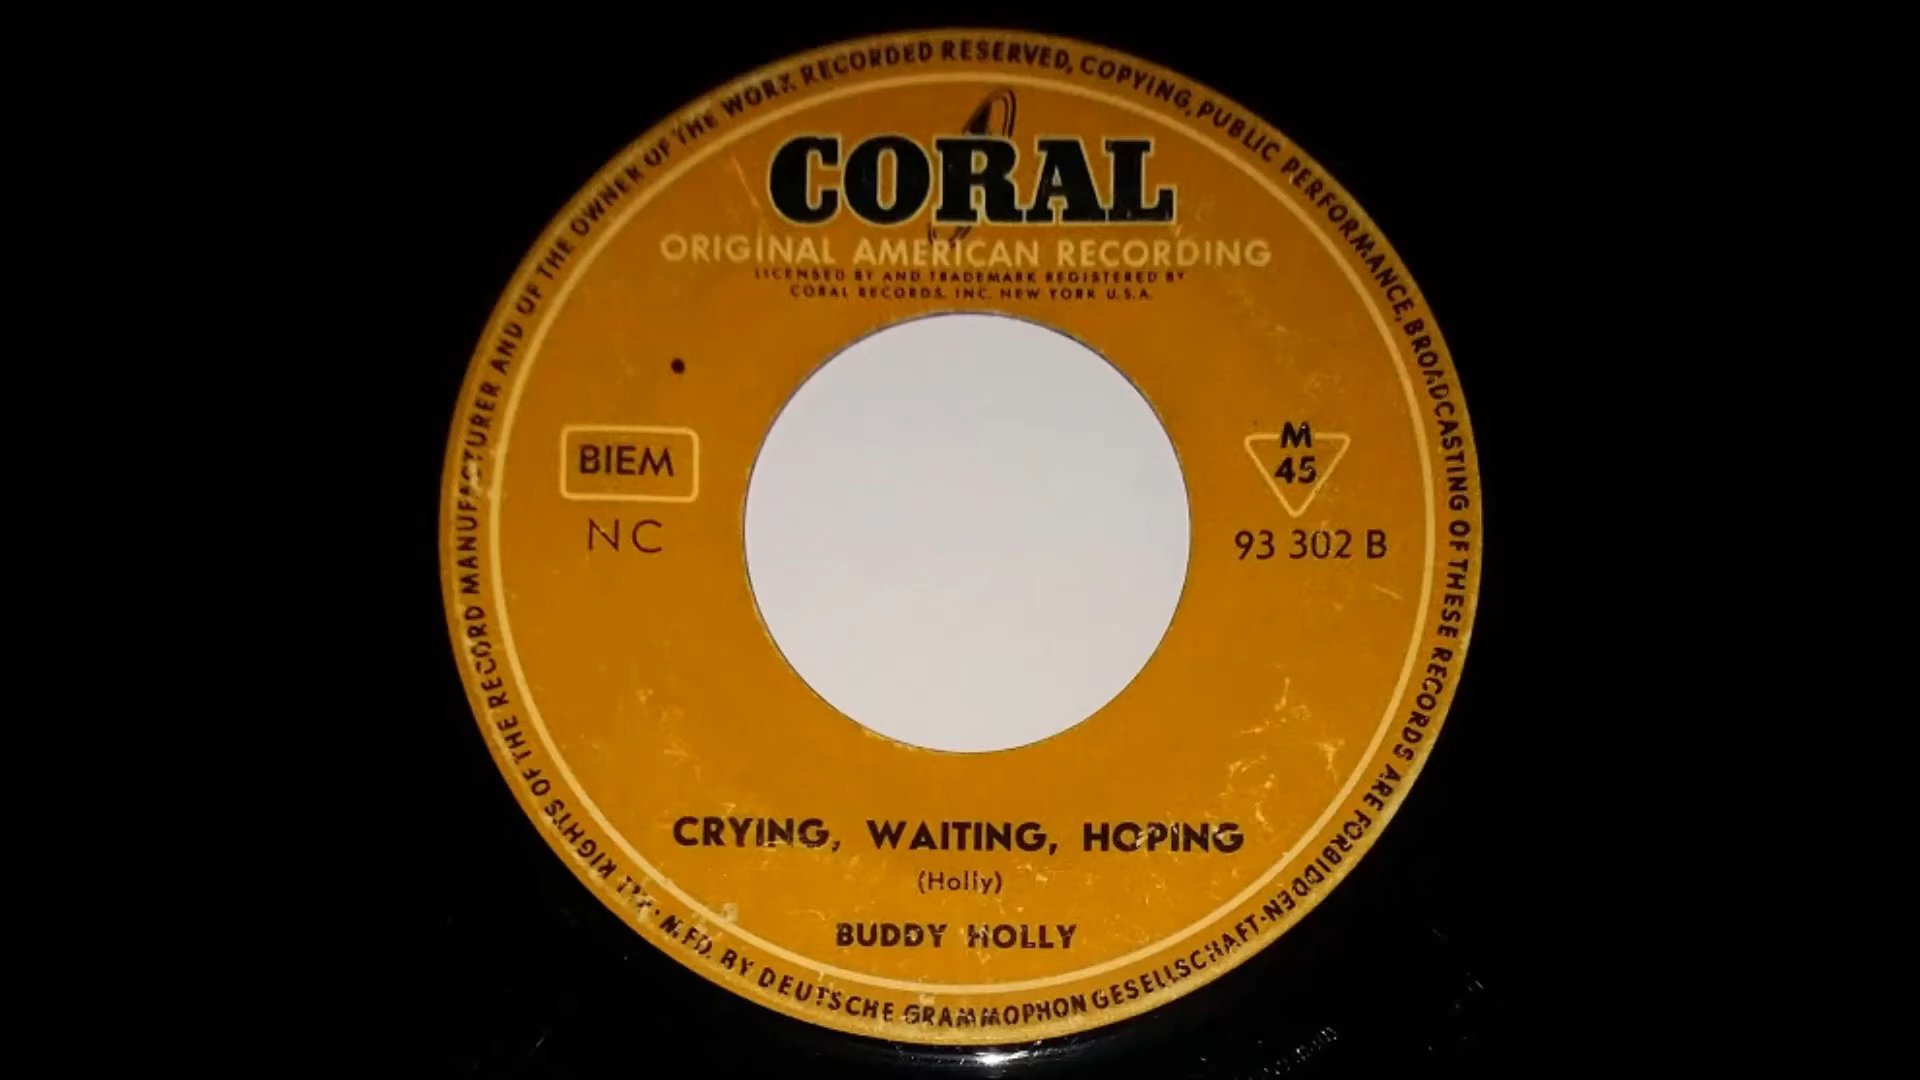 CORAL
ORIGINAL AMERICAN RECORDING
LICENSED BY AND TRADEMARK REGISTERED BY
CORAL RECORDS, INC. NEW YORK U.S.A.
BIEM
NC
M
45
93 302 B
CRYING, WAITING, HOPING
(Holly)
BUDDY HOLLY
ALL RIGHTS OF THE RECORD MANUFACTURER AND OF THE OWNER OF THE WORK RECORDED RESERVED, COPYING, PUBLIC PERFORMANCE, BROADCASTING OF THESE RECORDS ARE FORBIDDEN · MFD. BY DEUTSCHE GRAMMOPHON GESELLSCHAFT ·